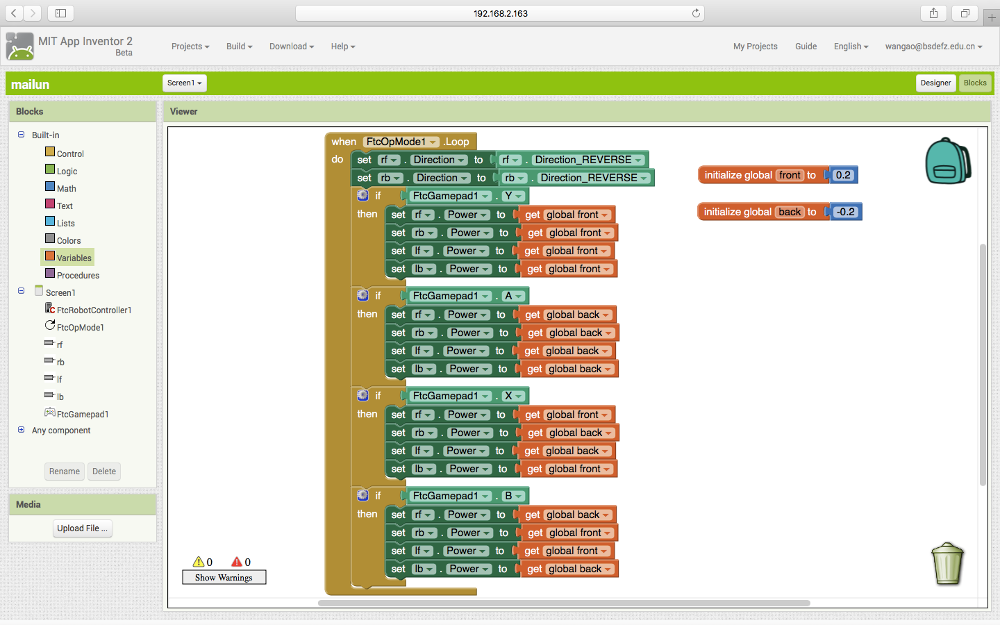 192.168.2.163
MIT App Inventor 2
Beta
Projects Build Download Help My Projects Guide English wangao@bsdefz.edu.cn
mailun Screen1 Designer Blocks
Blocks
Built-in
Control
Logic
Math
Text
Lists
Colors
Variables
Procedures
Screen1
FtcRobotController1
FtcOpMode1
rf
rb
lf
lb
FtcGamepad1
Any component
Rename Delete
Media
Upload File ...
Viewer
when FtcOpMode1 .Loop
do set rf . Direction to rf . Direction_REVERSE
set rb . Direction to rb . Direction_REVERSE
if FtcGamepad1 . Y
then set rf . Power to get global front
set rb . Power to get global front
set lf . Power to get global front
set lb . Power to get global front
if FtcGamepad1 . A
then set rf . Power to get global back
set rb . Power to get global back
set lf . Power to get global back
set lb . Power to get global back
if FtcGamepad1 . X
then set rf . Power to get global front
set rb . Power to get global back
set lf . Power to get global back
set lb . Power to get global front
if FtcGamepad1 . B
then set rf . Power to get global back
set rb . Power to get global front
set lf . Power to get global front
set lb . Power to get global back
initialize global front to 0.2
initialize global back to -0.2
0 0
Show Warnings